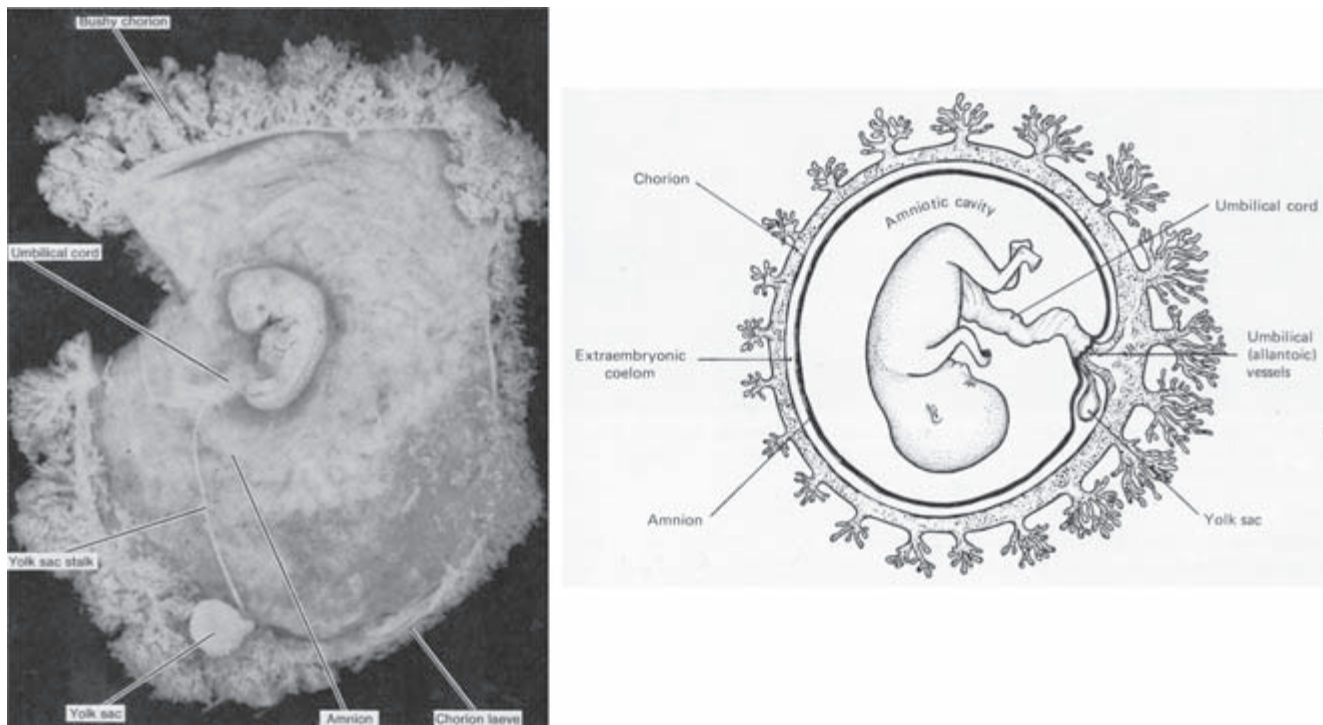 Bushy chorion
Umbilical cord
Yolk sac stalk
Yolk sac
Amnion
Chorion laeve
Chorion
Amniotic cavity
Umbilical cord
Extraembryonic
coelom
Umbilical
(allantoic)
vessels
Amnion
Yolk sac